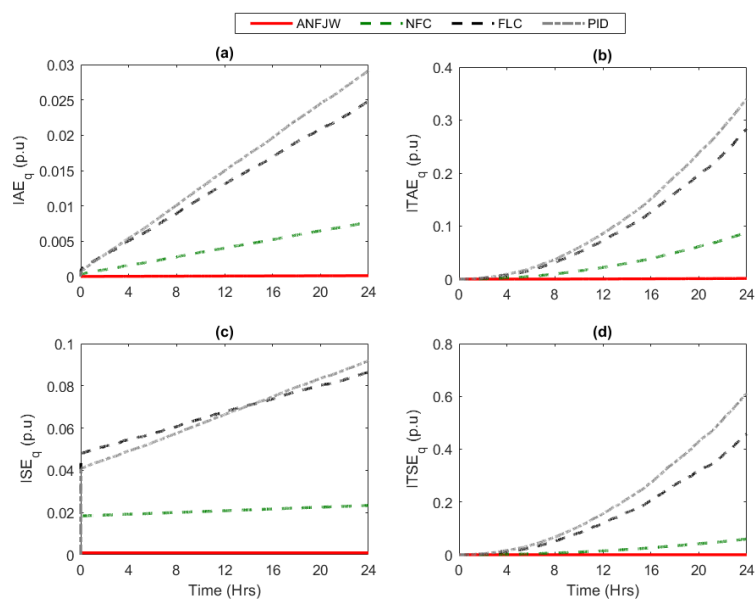 ANFJW NFC FLC PID
(a)
IAE_q (p.u)
0.03
0.025
0.02
0.015
0.01
0.005
0
0 4 8 12 16 20 24
(b)
ITAE_q (p.u)
0.4
0.3
0.2
0.1
0
0 4 8 12 16 20 24
(c)
ISE_q (p.u)
0.1
0.08
0.06
0.04
0.02
0
0 4 8 12 16 20 24
Time (Hrs)
(d)
ITSE_q (p.u)
0.8
0.6
0.4
0.2
0
0 4 8 12 16 20 24
Time (Hrs)